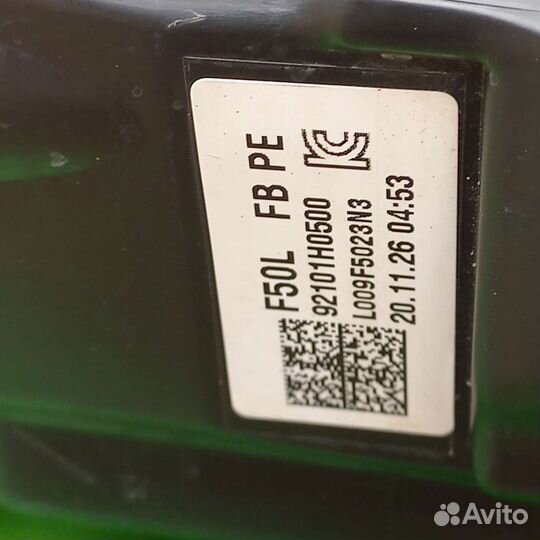 F50L FB PE
92101H0500
L009F5023N3
20.11.26 04:53
Avito